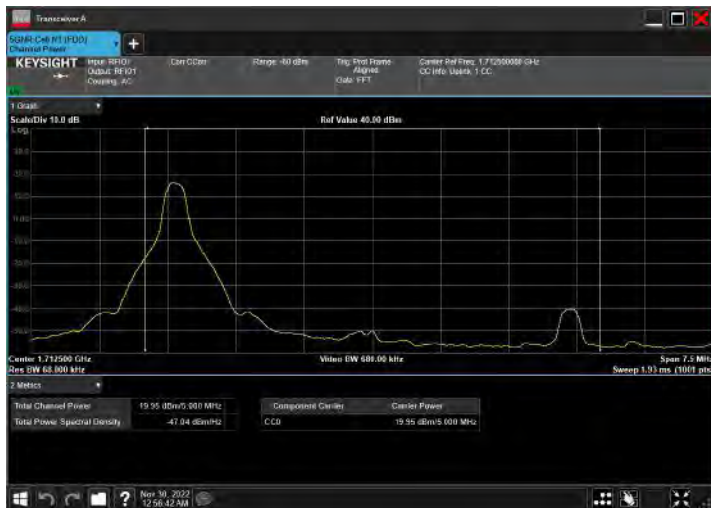 Transceiver A
5GNR Cell N1 (FDD)
Channel Power
KEYSIGHT
Input: RFIO1
Output: RFIO1
Coupling: AC
Corr CCorr
Trig: Prot Frame
Aligned
Gate: FFT
Carrier Ref Freq: 1.712500000 GHz
CC Info: Uplink, 1 CC
1 Graph
Scale/Div 10.0 dB
Ref Value 40.00 dBm
Log
Center 1.712500 GHz
Video BW 680.00 kHz
Span 7.5 MHz
Res BW 68.000 kHz
Sweep 1.93 ms (1001 pts)
2 Metrics
Total Channel Power
19.95 dBm/5.000 MHz
Total Power Spectral Density
-47.04 dBm/Hz
Component Carrier
Carrier Power
CC0
19.95 dBm/5.000 MHz
Nov 30, 2022
12:56:42 AM